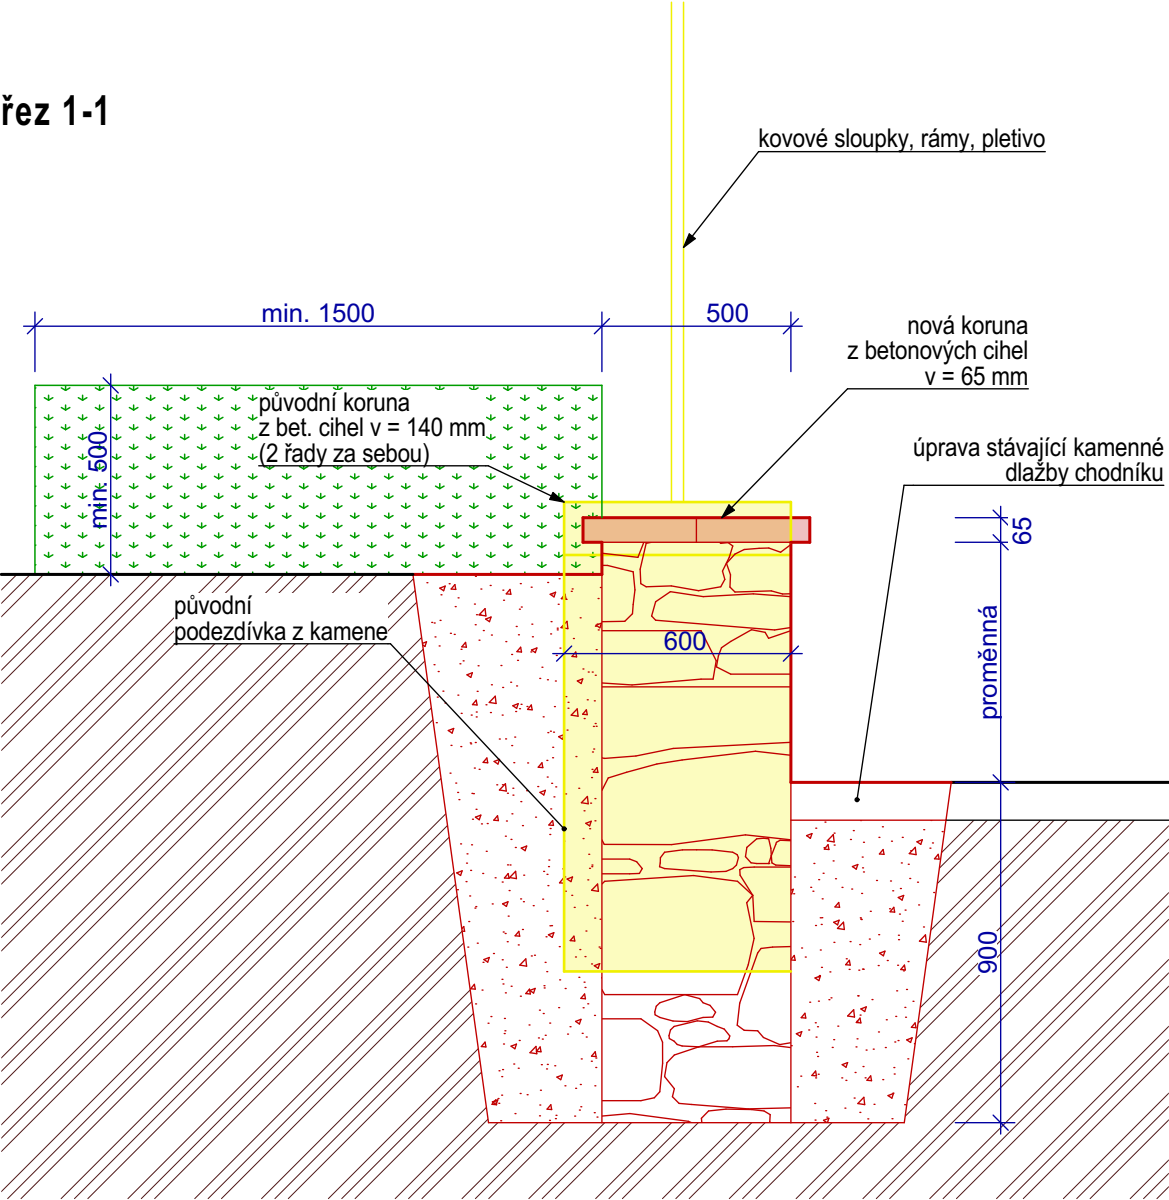 řez 1-1
kovové sloupky, rámy, pletivo
min. 1500
500
nová koruna
z betonových cihel
v = 65 mm
původní koruna
z bet. cihel v = 140 mm
(2 řady za sebou)
min. 500
úprava stávající kamenné
dlažby chodníku
65
původní
podezdívka z kamene
600
proměnná
900